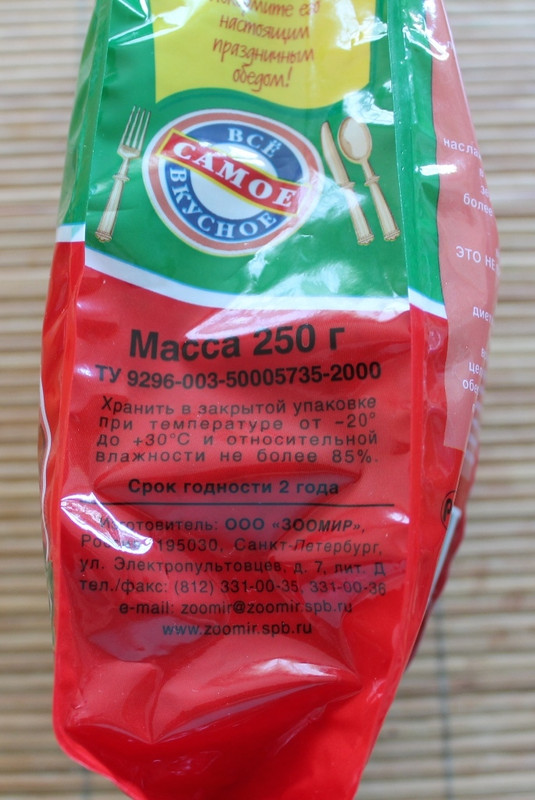 настоящим
праздничным
обедом!
ВСЁ
САМОЕ
ВКУСНОЕ
Масса 250 г
ТУ 9296-003-50005735-2000
Хранить в закрытой упаковке
при температуре от –20°
до +30°С и относительной
влажности не более 85%.
Срок годности 2 года
ООО «ЗООМИР»,
195030, Санкт-Петербург,
ул. Электропультовцев, д. 7, лит. Д
тел./факс: (812) 331-00-35, 331-00-36
e-mail: zoomir@zoomir.spb.ru
www.zoomir.spb.ru
более
ЭТО НЕ